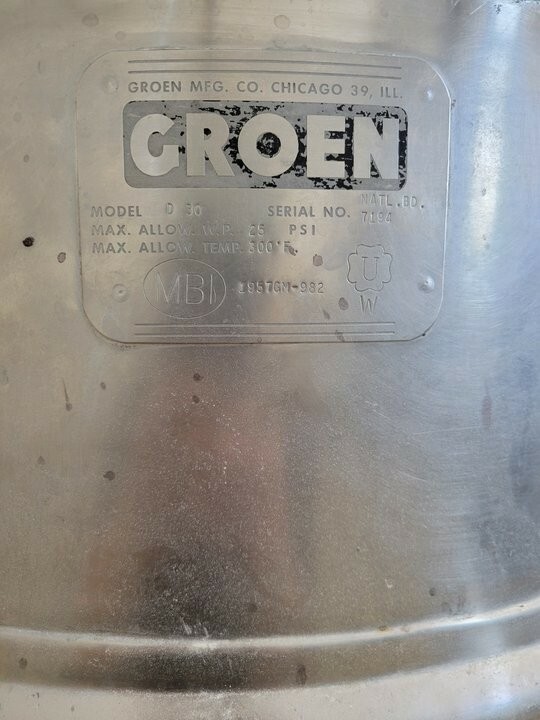 GROEN MFG. CO. CHICAGO 39, ILL.
GROEN
MODEL D 30 SERIAL NO. NATL. BD. 7194
MAX. ALLOW. W.P. 25 PSI
MAX. ALLOW. TEMP. 300°F.
MBI 1957GM-982 U
W